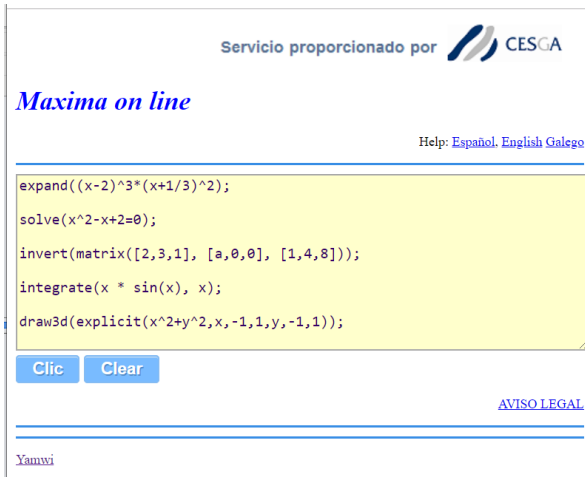 Servicio proporcionado por CESGA
Maxima on line
Help: Español, English Galego
expand((x-2)^3*(x+1/3)^2);
solve(x^2-x+2=0);
invert(matrix([2,3,1], [a,0,0], [1,4,8]));
integrate(x * sin(x), x);
draw3d(explicit(x^2+y^2,x,-1,1,y,-1,1));
Clic Clear
AVISO LEGAL
Yamwi